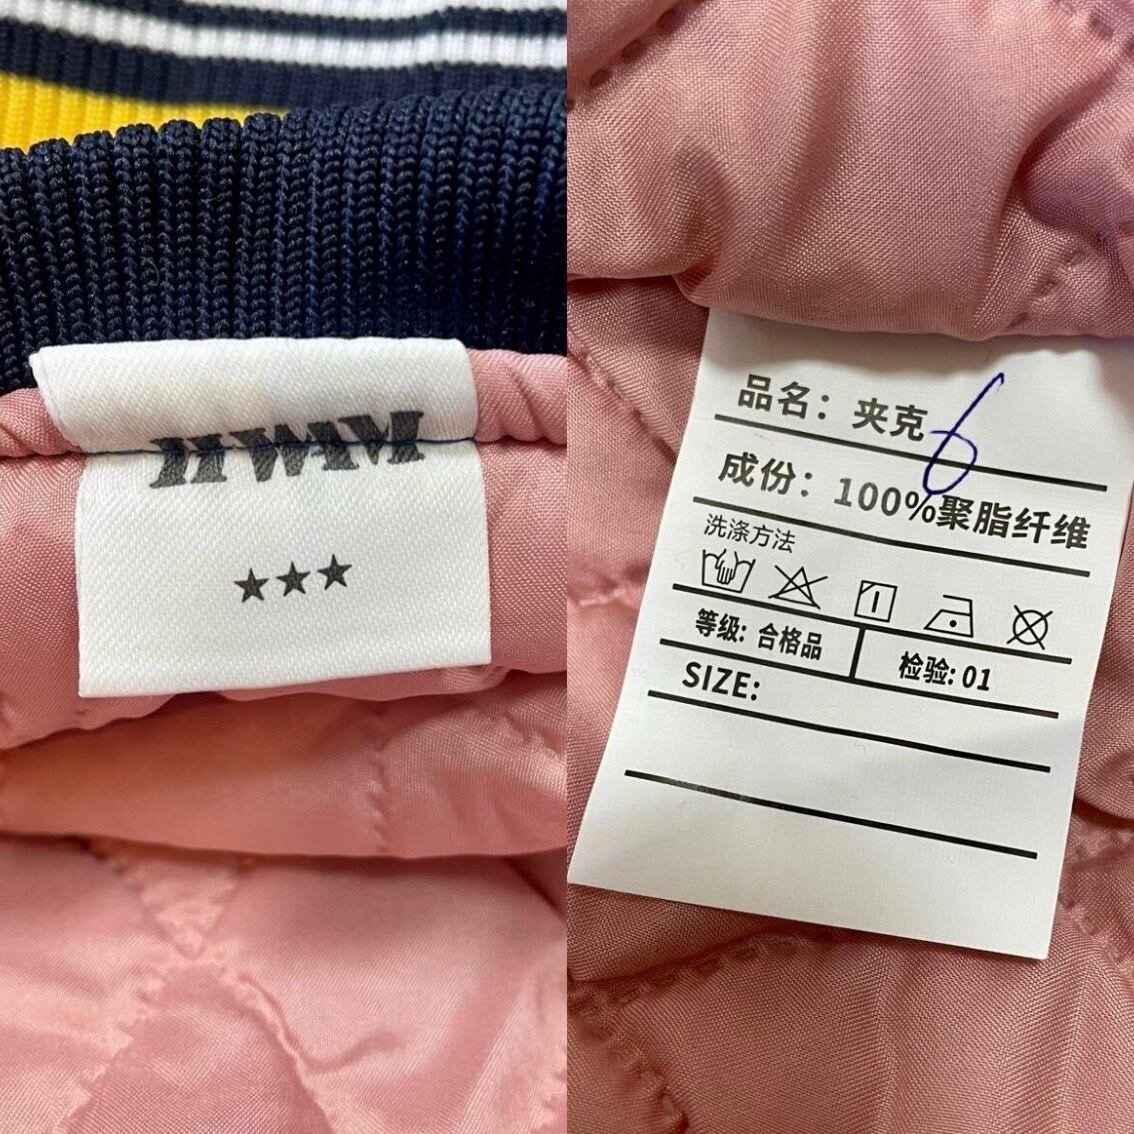 HWAM
品名：夹克
6
成份：100%聚脂纤维
洗涤方法
等级: 合格品
检验: 01
SIZE: